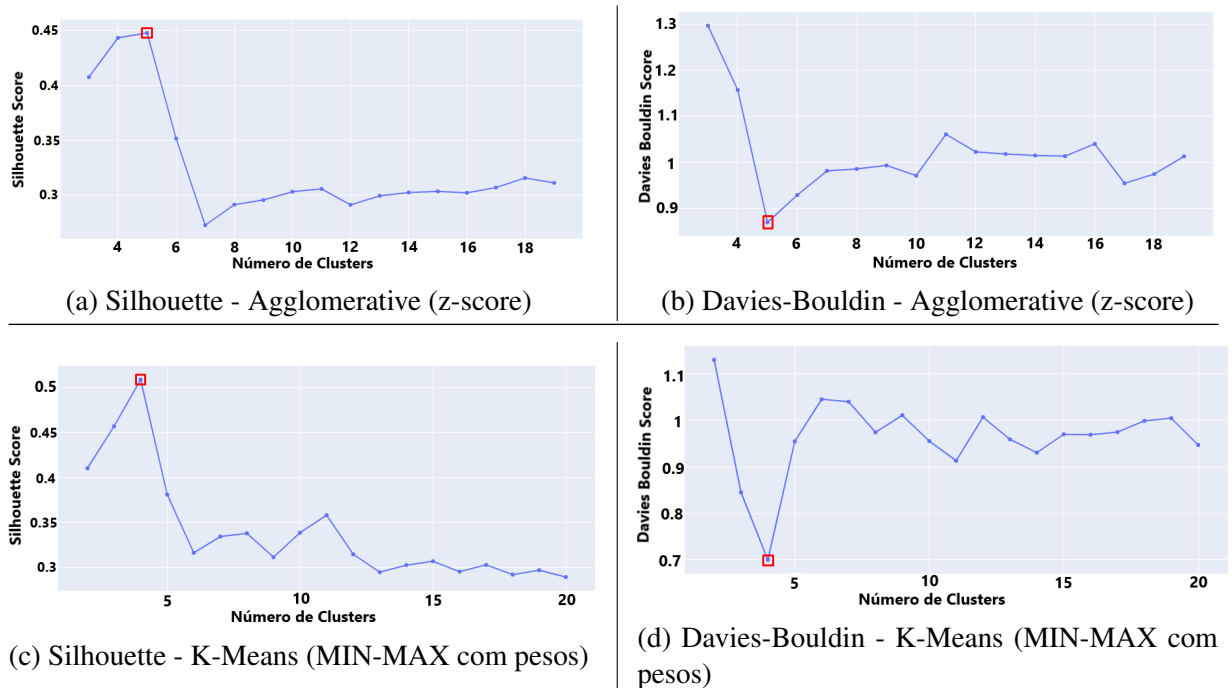 0.45
0.4
0.35
0.3
Silhouette Score
4 6 8 10 12 14 16 18
Número de Clusters
(a) Silhouette - Agglomerative (z-score)
1.3
1.2
1.1
1
0.9
Davies Bouldin Score
4 6 8 10 12 14 16 18
Número de Clusters
(b) Davies-Bouldin - Agglomerative (z-score)
0.5
0.45
0.4
0.35
0.3
Silhouette Score
5 10 15 20
Número de Clusters
(c) Silhouette - K-Means (MIN-MAX com pesos)
1.1
1
0.9
0.8
0.7
Davies Bouldin Score
5 10 15 20
Número de Clusters
(d) Davies-Bouldin - K-Means (MIN-MAX com
pesos)